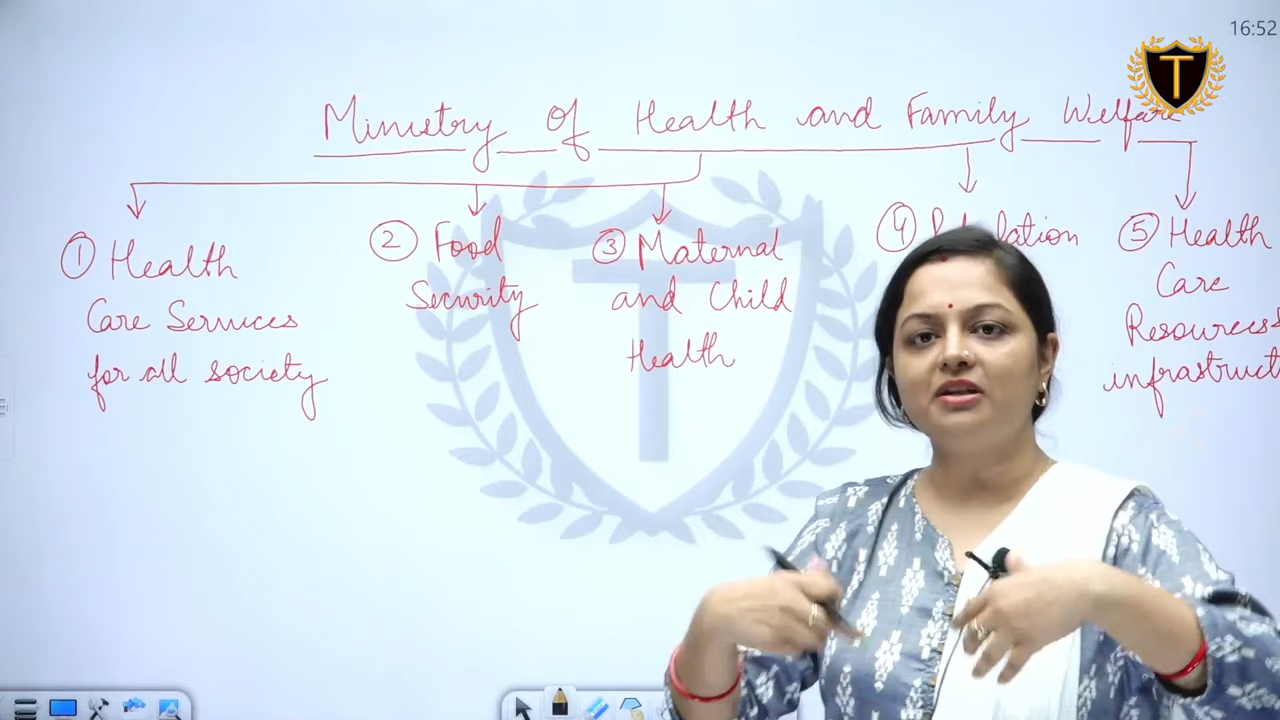 16:52
T
Ministry of Health and Family Welfare
① Health
Care Services
for all society
② Food
Security
③ Maternal
and Child
Health
④
⑤ Health
Care
Resources
infrastruct